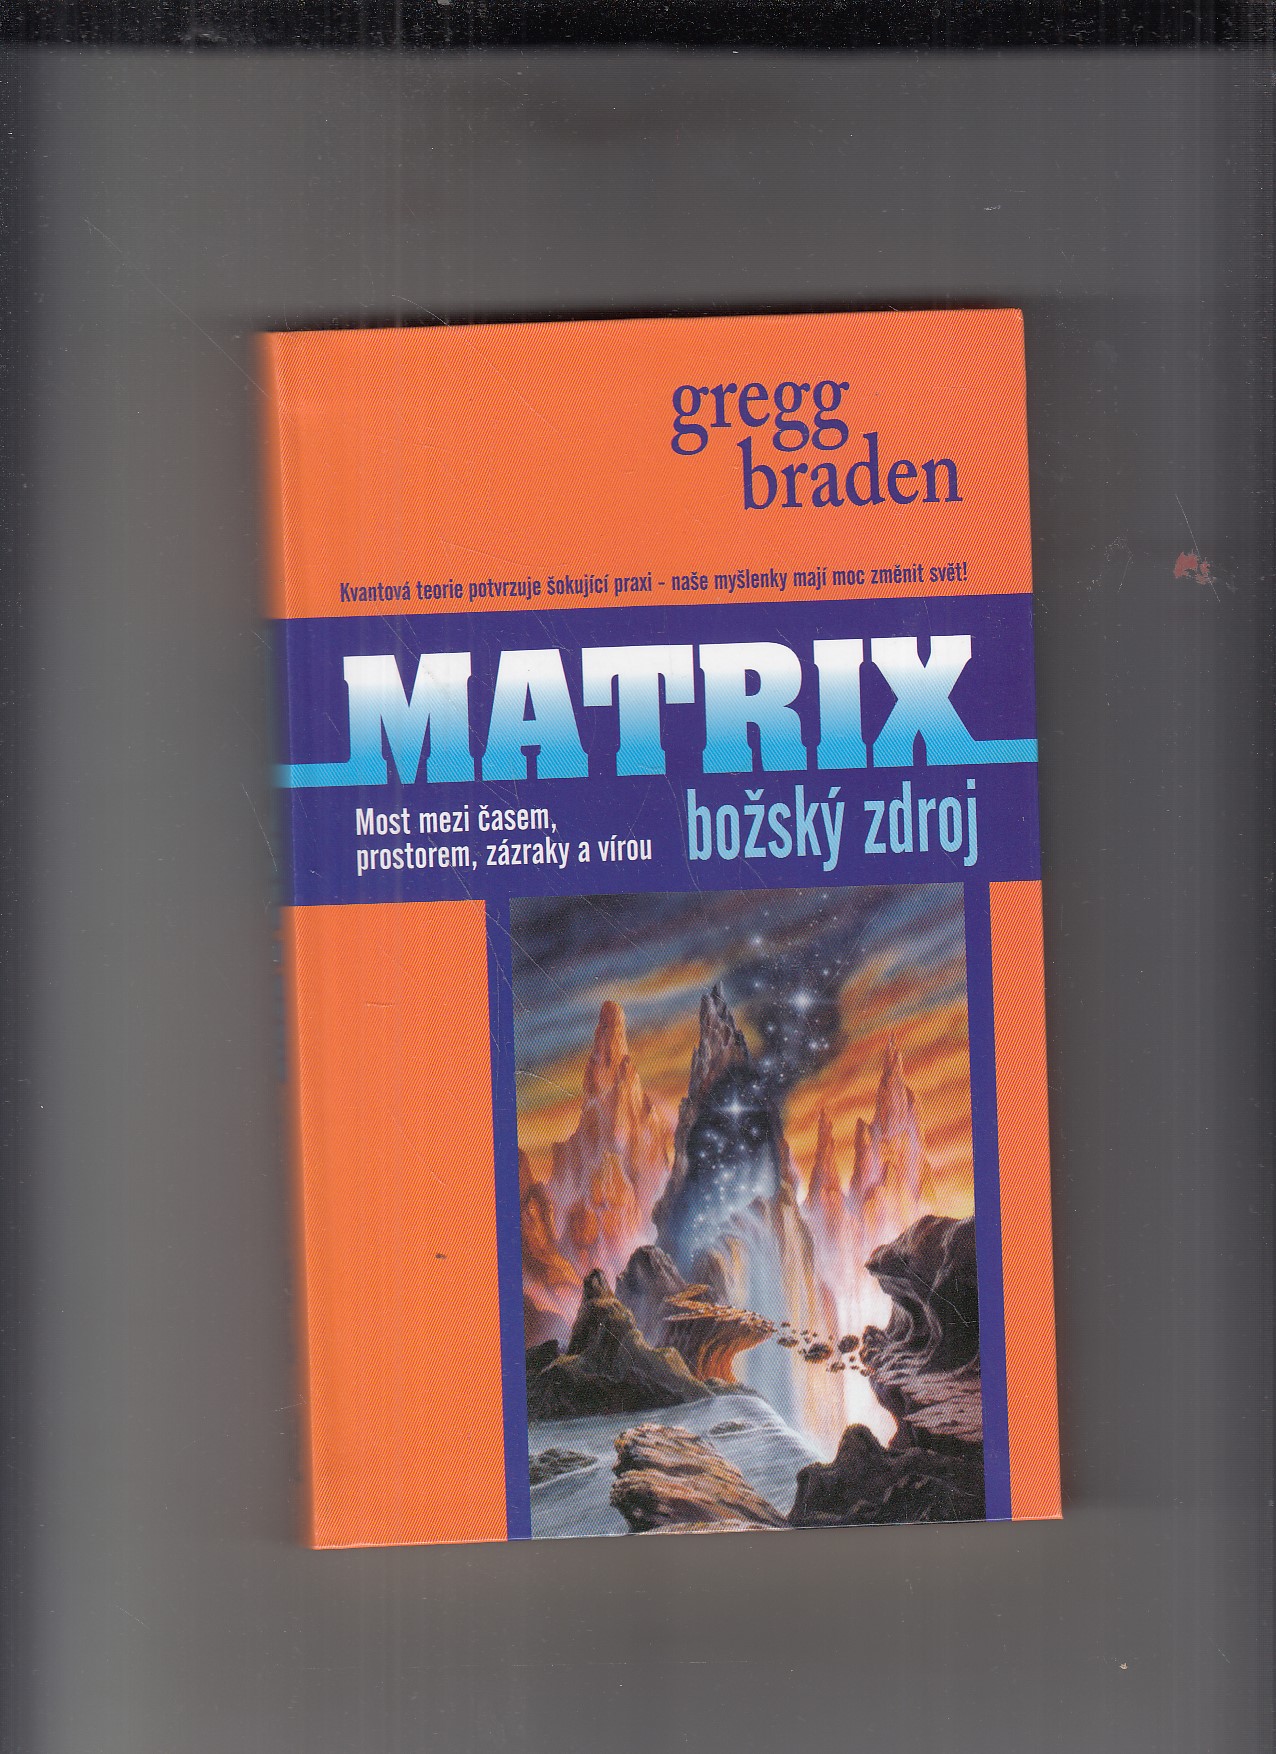 gregg
braden
Kvantová teorie potvrzuje šokující praxi - naše myšlenky mají moc změnit svět!
MATRIX
božský zdroj
Most mezi časem,
prostorem, zázraky a vírou